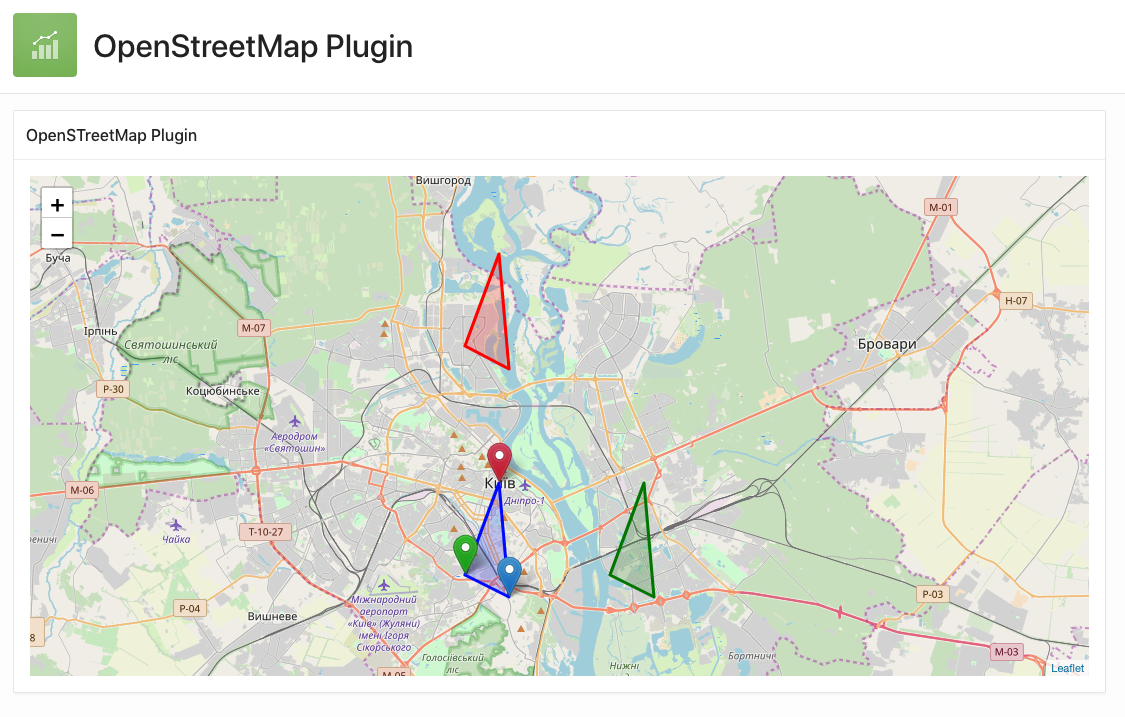 OpenStreetMap Plugin
OpenSTreetMap Plugin
+
−
Вишгород
М-01
Буча
Н-07
Ірпінь
М-07
Святошинський
ліс
Бровари
Р-30
Коцюбинське
Аеродром
«Святошин»
Київ
М-06
Дніпро-1
Т-10-27
Чайка
реничі
Р-03
Міжнародний
аеропорт
«Київ» (Жуляни)
імені Ігоря
Сікорського
Р-04
Вишневе
8
Голосіївський
ліс
Бортничі
М-03
Нижні
М-05
Leaflet